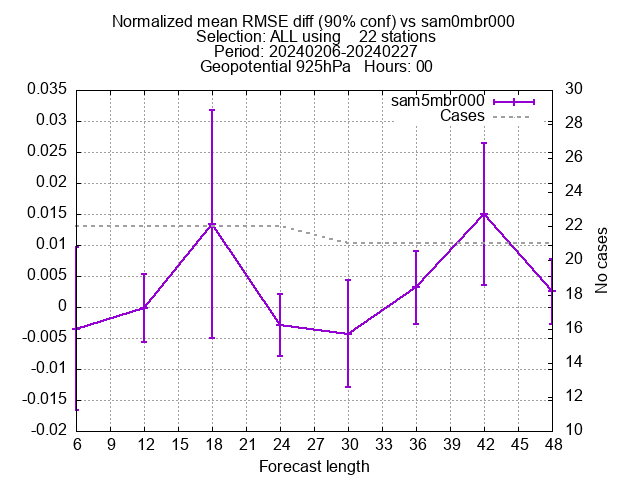 Normalized mean RMSE diff (90% conf) vs sam0mbr000
Selection: ALL using    22 stations
Period: 20240206-20240227
Geopotential 925hPa   Hours: 00
sam5mbr000
Cases
0.035
0.03
0.025
0.02
0.015
0.01
0.005
0
-0.005
-0.01
-0.015
-0.02
30
28
26
24
22
20
18
16
14
12
10
No cases
6 9 12 15 18 21 24 27 30 33 36 39 42 45 48
Forecast length